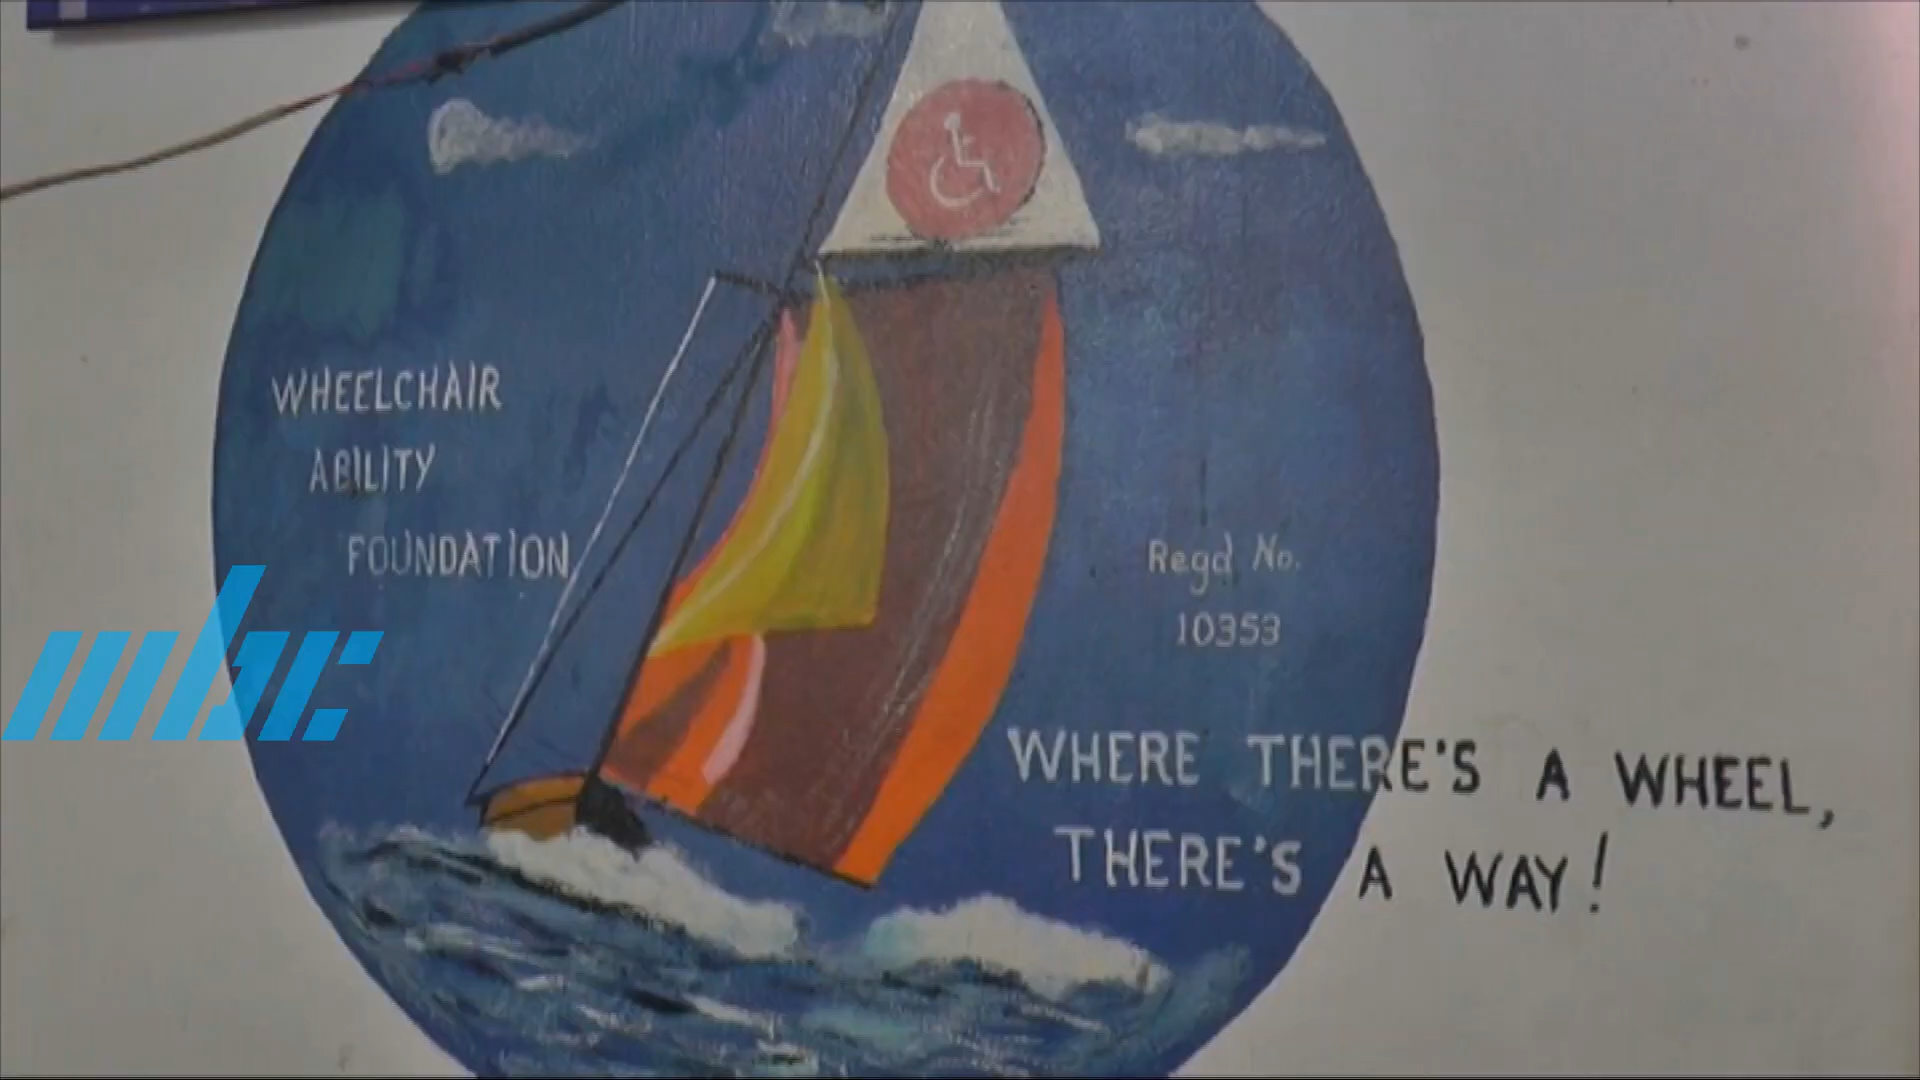 WHEELCHAIR
ABILITY
FOUNDATION
Regd No.
10353
WHERE THERE'S A WHEEL,
THERE'S A WAY!
mbc